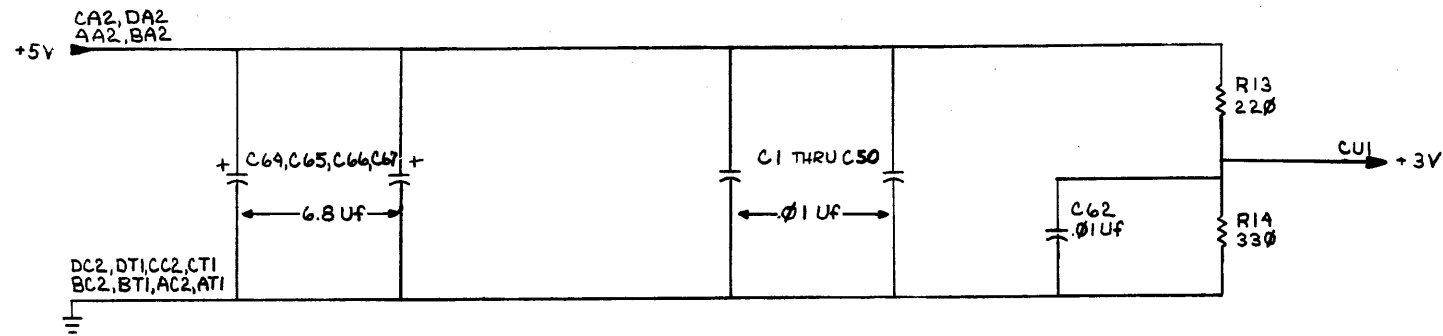 CA2, DA2
AA2, BA2
+5V
R13
22Ø
+ C64,C65,C66,C67 +
C1 THRU C50
CU1
+3V
6.8 Uf
.Ø1 Uf
C62
.Ø1 Uf
R14
33Ø
DC2, DT1, CC2, CT1
BC2, BT1, AC2, AT1